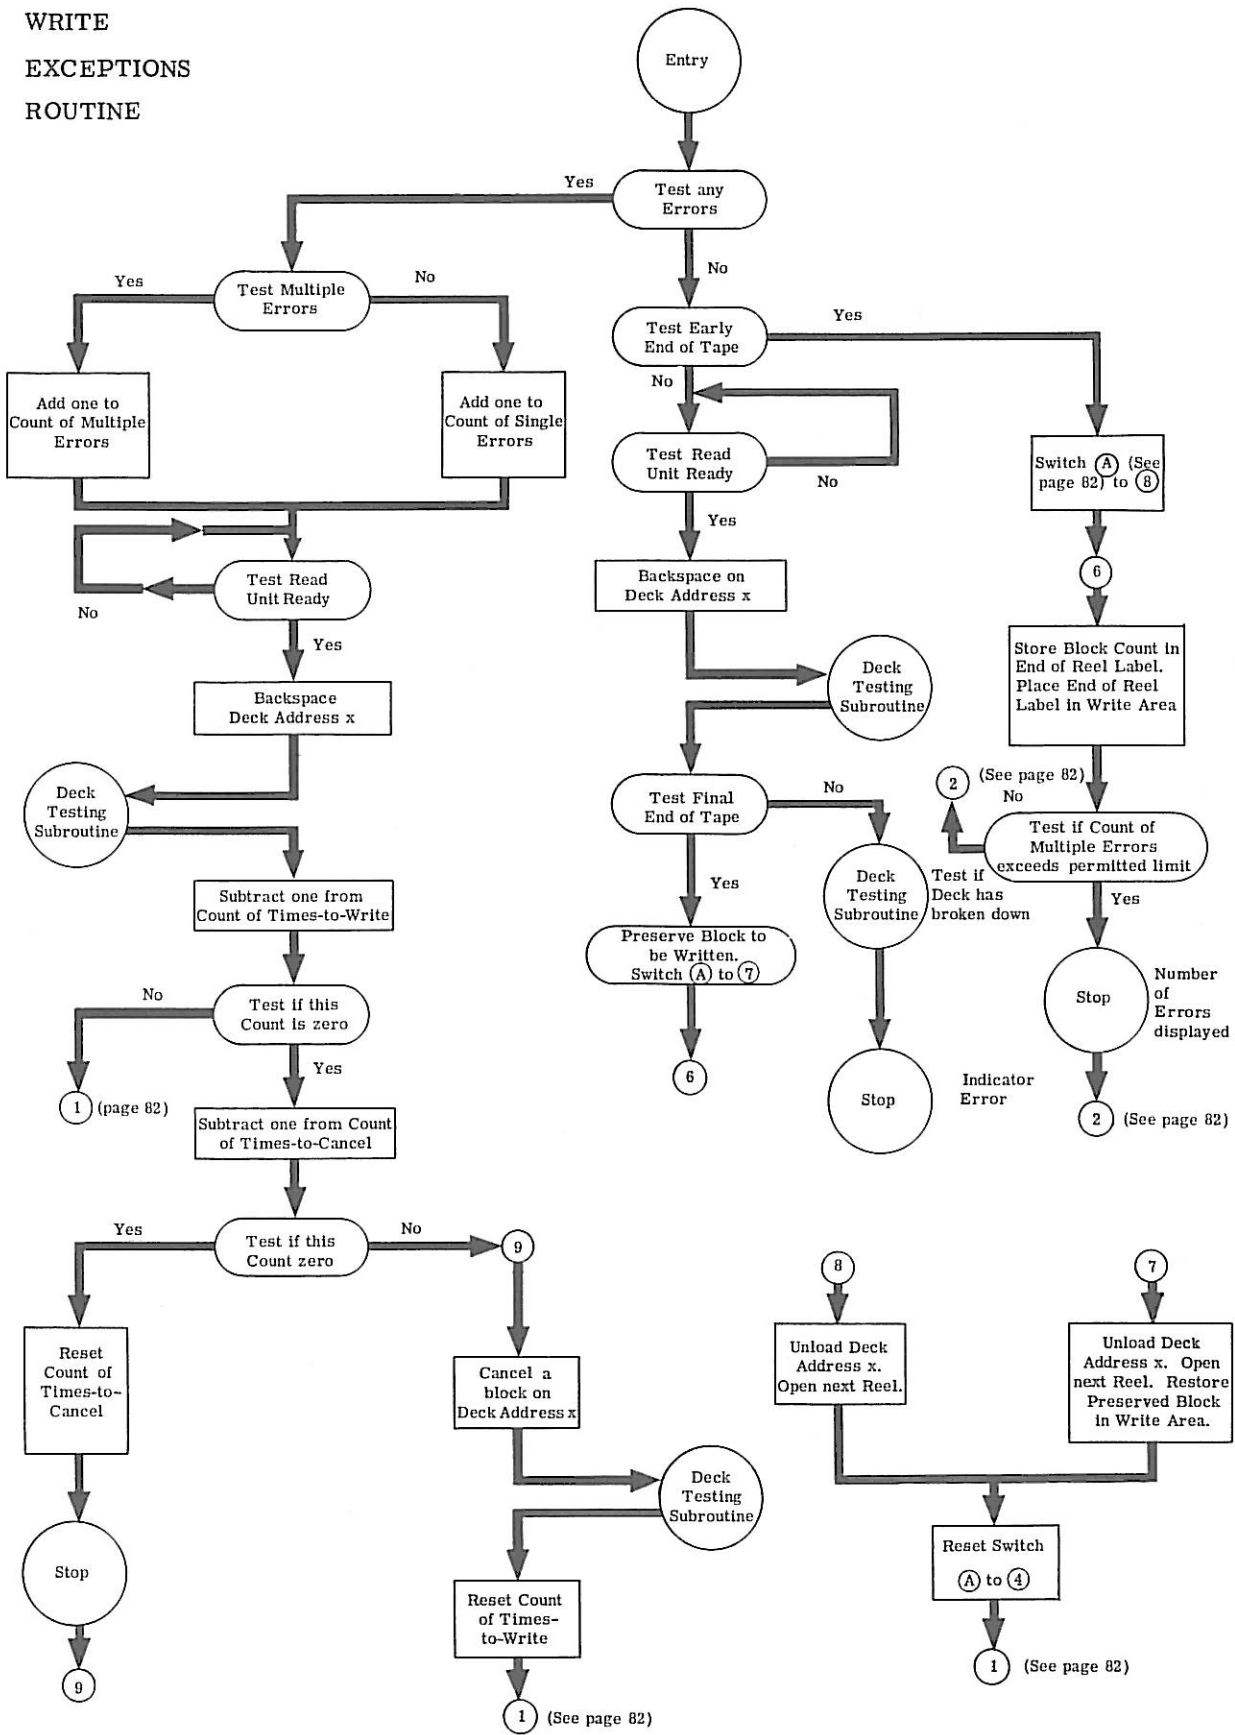 WRITE
EXCEPTIONS
ROUTINE
Entry
Yes
Test any
Errors
No
Yes
Test Multiple
Errors
No
Test Early
End of Tape
Yes
No
Add one to
Count of Multiple
Errors
Add one to
Count of Single
Errors
Test Read
Unit Ready
No
Yes
Switch A (See
page 82) to 8
6
Test Read
Unit Ready
No
Yes
Backspace on
Deck Address x
Deck
Testing
Subroutine
Store Block Count in
End of Reel Label.
Place End of Reel
Label in Write Area
Backspace
Deck Address x
Deck
Testing
Subroutine
Test Final
End of Tape
No
Yes
2 (See page 82)
No
Test if Count of
Multiple Errors
exceeds permitted limit
Yes
Subtract one from
Count of Times-to-Write
Deck
Testing
Subroutine
Test if
Deck has
broken down
Preserve Block to
be Written.
Switch A to 7
6
Stop
Number
of
Errors
displayed
2 (See page 82)
No
Test if this
Count is zero
Yes
1 (page 82)
Stop
Indicator
Error
Subtract one from Count
of Times-to-Cancel
Yes
Test if this
Count zero
No
9
8
7
Reset
Count of
Times-to-
Cancel
Cancel a
block on
Deck Address x
Unload Deck
Address x.
Open next Reel.
Unload Deck
Address x. Open
next Reel. Restore
Preserved Block
in Write Area.
Deck
Testing
Subroutine
Stop
9
Reset Count
of Times-
to-Write
1 (See page 82)
Reset Switch
A to 4
1 (See page 82)